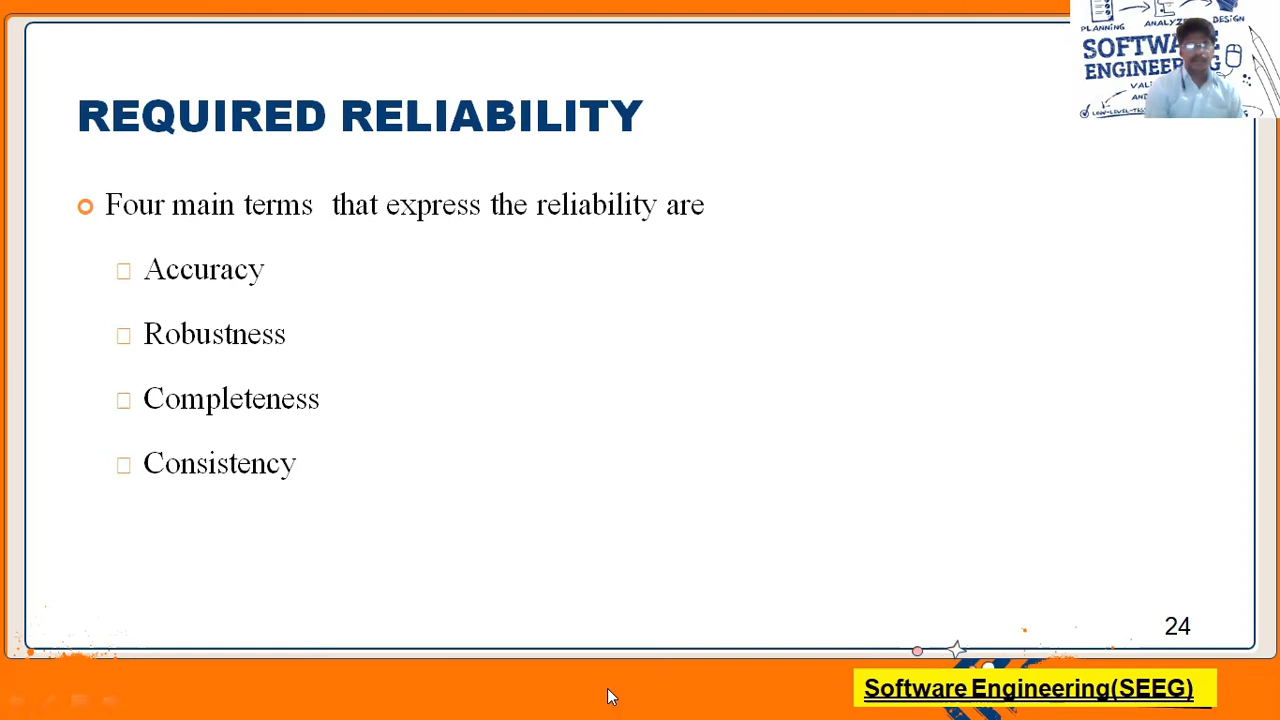 PLANNING
ANALYZE
DESIGN
SOFTWARE
ENGINEERING
REQUIRED RELIABILITY
Four main terms that express the reliability are
Accuracy
Robustness
Completeness
Consistency
24
Software Engineering(SEEG)